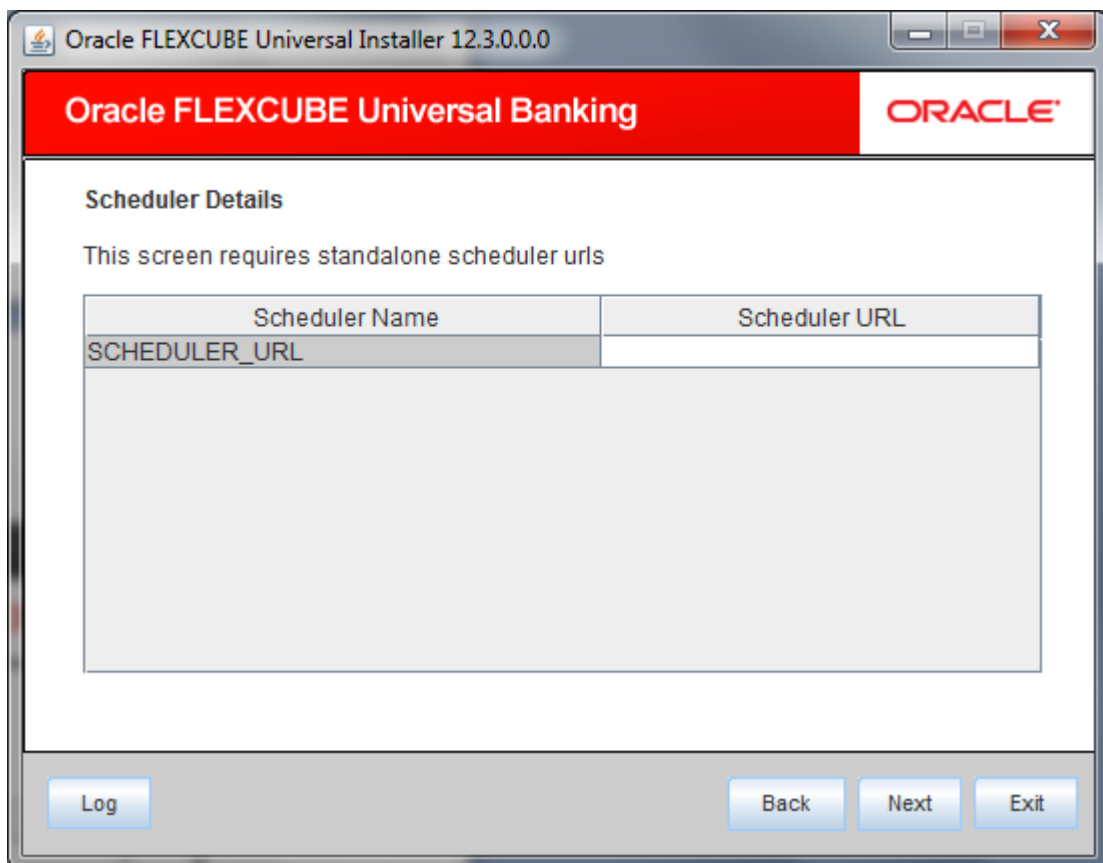 Oracle FLEXCUBE Universal Installer 12.3.0.0.0
Oracle FLEXCUBE Universal Banking
ORACLE
Scheduler Details
This screen requires standalone scheduler urls
Scheduler Name Scheduler URL
SCHEDULER_URL
Log Back Next Exit